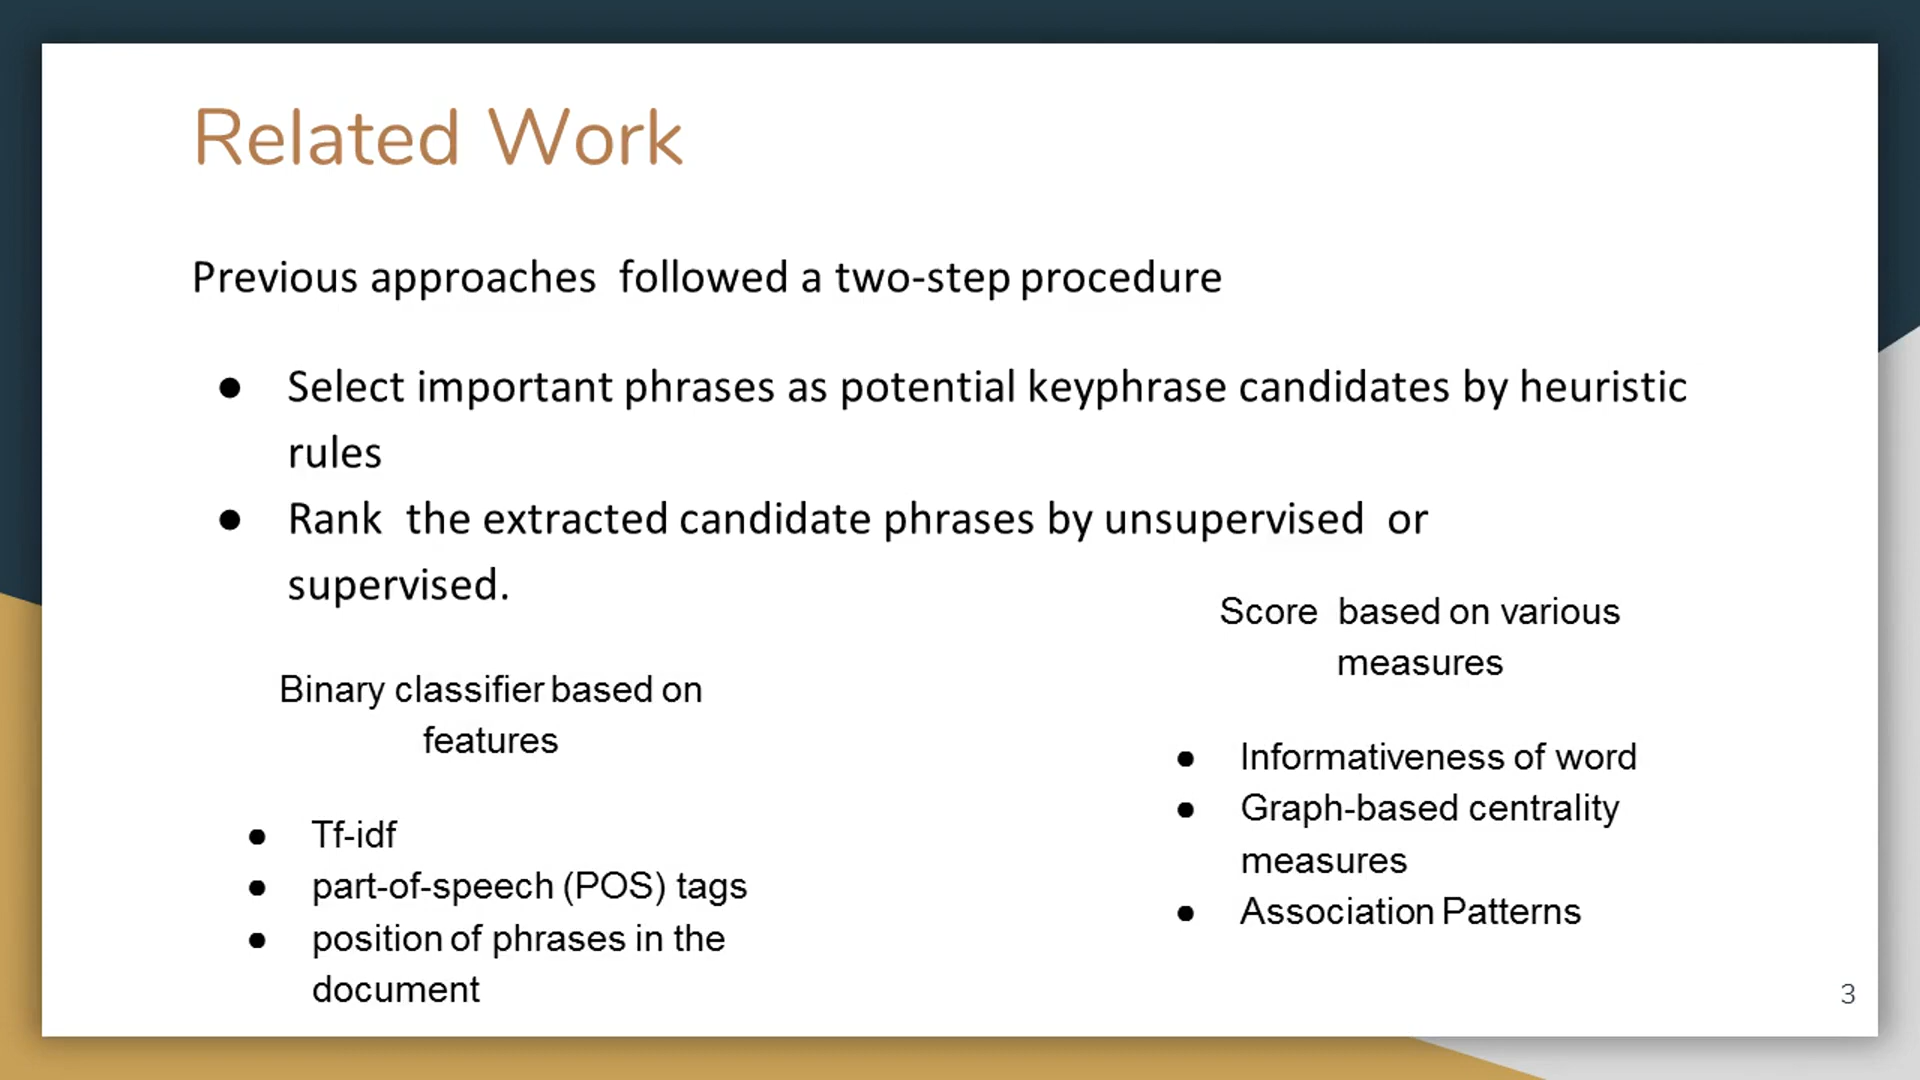 Related Work
Previous approaches followed a two-step procedure
● Select important phrases as potential keyphrase candidates by heuristic
rules
● Rank the extracted candidate phrases by unsupervised or
supervised.
Binary classifier based on
features
● Tf-idf
● part-of-speech (POS) tags
● position of phrases in the
document
Score based on various
measures
● Informativeness of word
● Graph-based centrality
measures
● Association Patterns
3